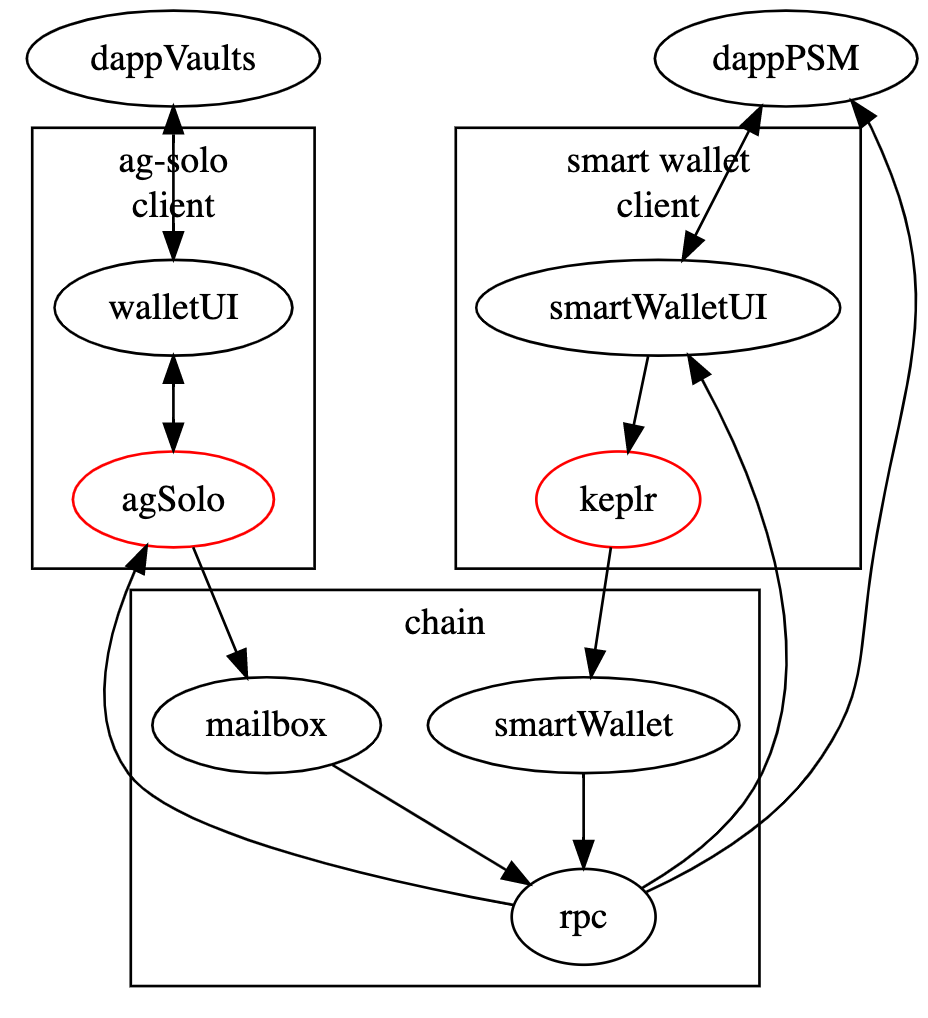 dappVaults
dappPSM
ag-solo
client
smart wallet
client
walletUI
smartWalletUI
agSolo
keplr
chain
mailbox
smartWallet
rpc